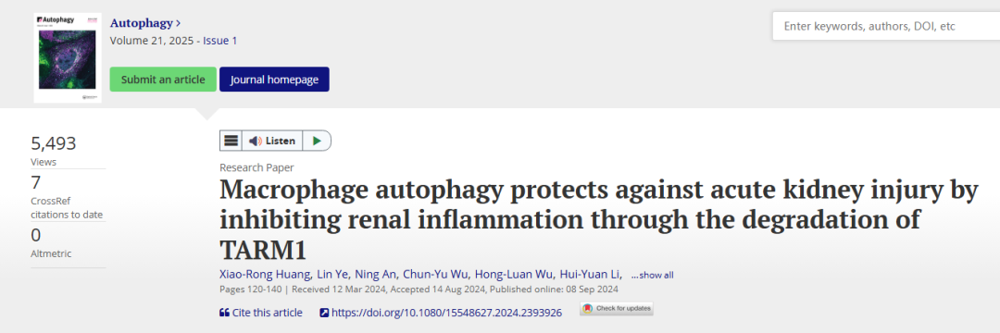 Autophagy
Autophagy >
Volume 21, 2025 - Issue 1
Enter keywords, authors, DOI, etc
Submit an article
Journal homepage
5,493
Views
7
CrossRef
citations to date
0
Altmetric
Listen
Research Paper
Macrophage autophagy protects against acute kidney injury by
inhibiting renal inflammation through the degradation of
TARM1
Xiao-Rong Huang, Lin Ye, Ning An, Chun-Yu Wu, Hong-Luan Wu, Hui-Yuan Li, ...show all
Pages 120-140 | Received 12 Mar 2024, Accepted 14 Aug 2024, Published online: 08 Sep 2024
Cite this article
https://doi.org/10.1080/15548627.2024.2393926
Check for updates